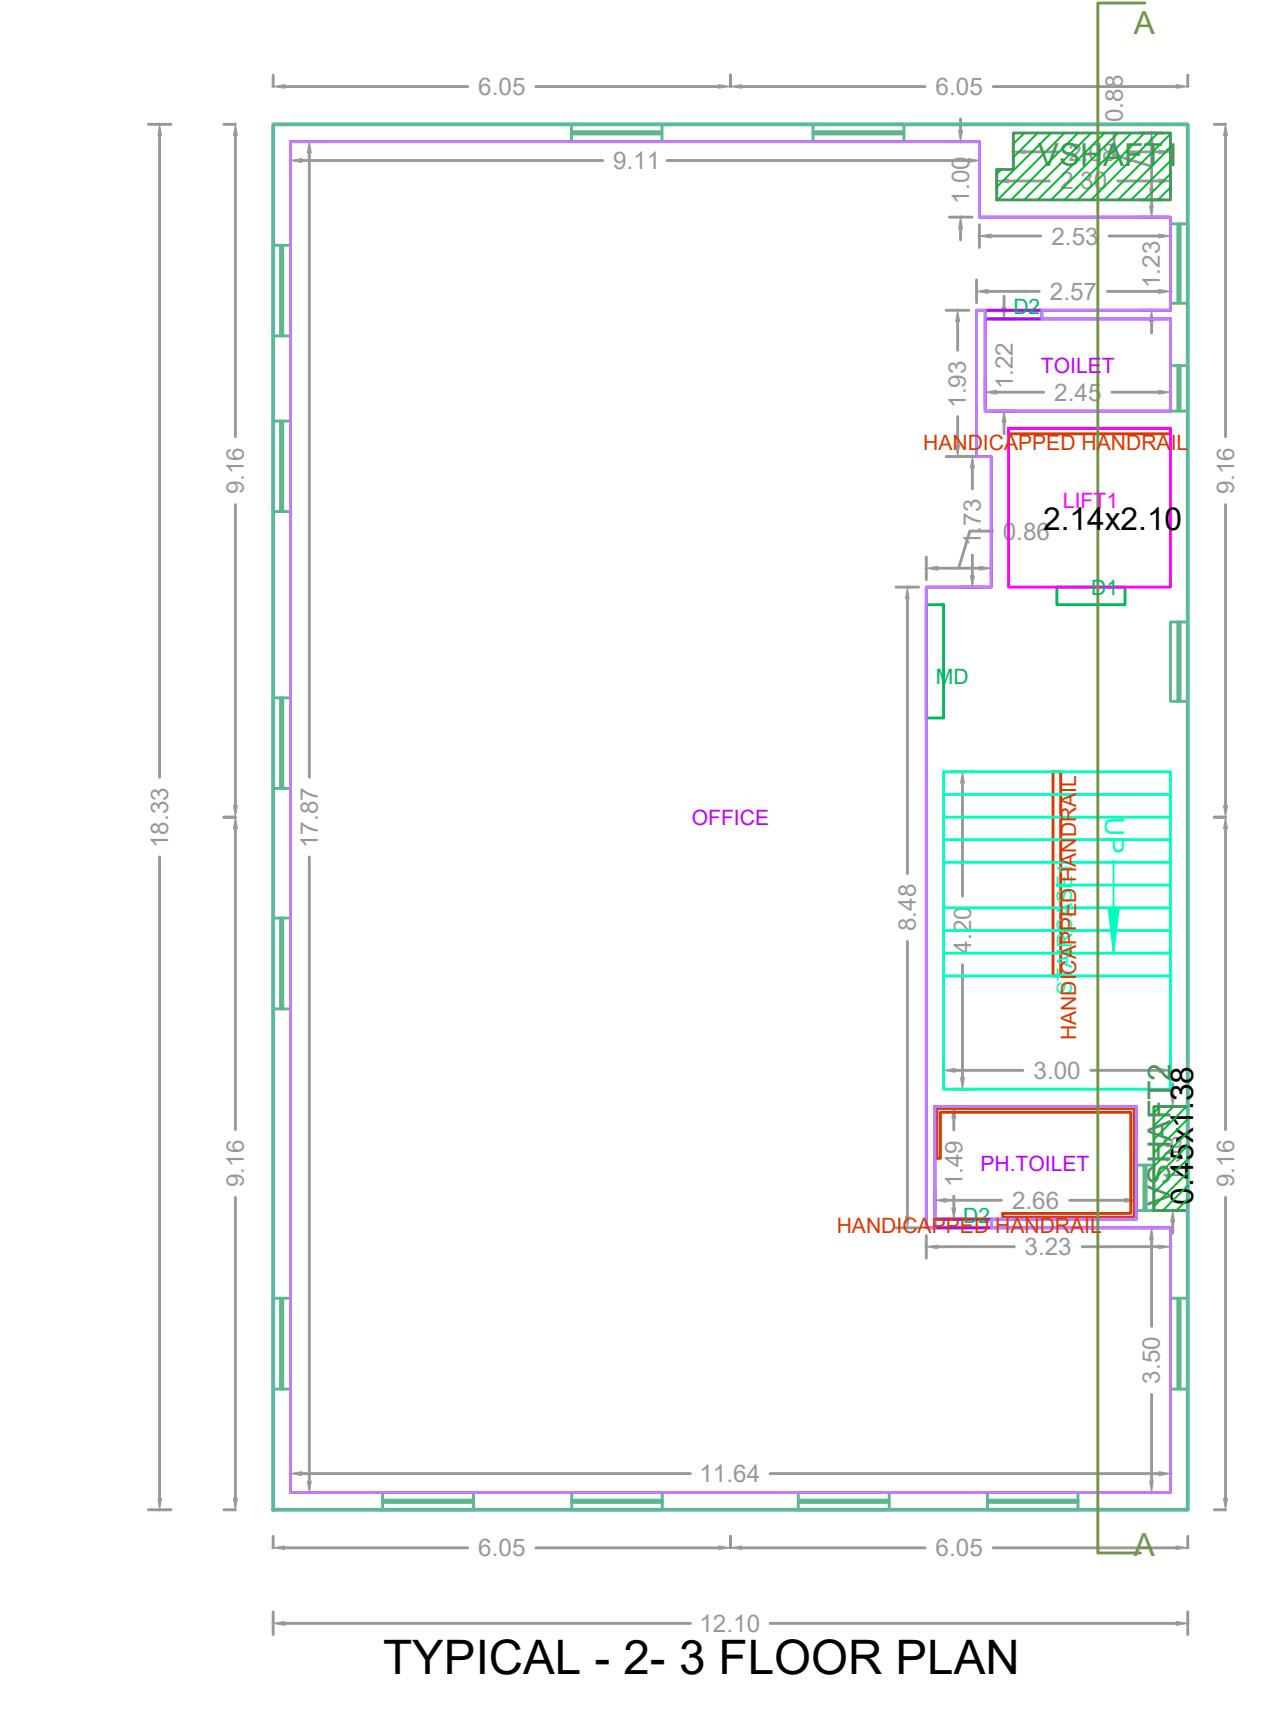 A
6.05
6.05
0.88
9.11
VSHAFT1
1.00
2.30
2.53
1.23
2.57
D2
TOILET
1.22
1.93
2.45
HANDICAPPED HANDRAIL
9.16
9.16
LIFT1
2.14x2.10
1.73
0.86
D1
MD
18.33
17.87
OFFICE
UP
HANDICAPPED HANDRAIL
8.48
4.20
3.00
VSHAFT2
0.45x1.38
9.16
9.16
1.49
PH.TOILET
2.66
D2
HANDICAPPED HANDRAIL
3.23
3.50
11.64
6.05
6.05
A
12.10
TYPICAL - 2- 3 FLOOR PLAN